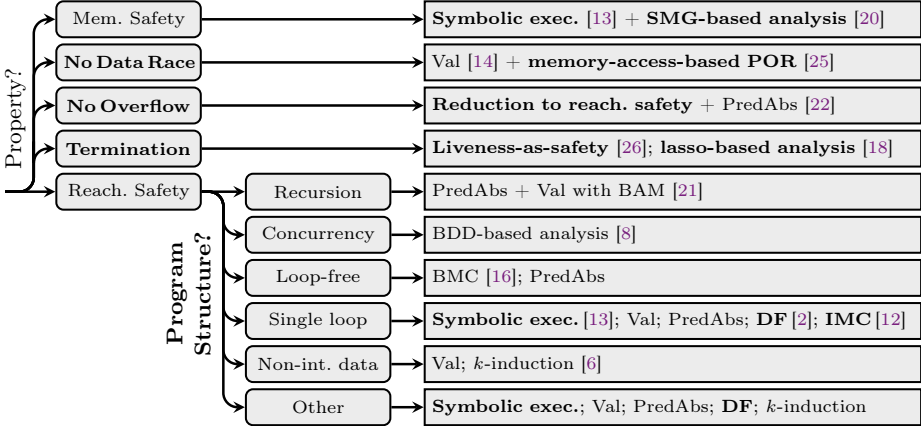 Property?
Mem. Safety
Symbolic exec. [13] + SMG-based analysis [20]
No Data Race
Val [14] + memory-access-based POR [25]
No Overflow
Reduction to reach. safety + PredAbs [22]
Termination
Liveness-as-safety [26]; lasso-based analysis [18]
Reach. Safety
Program
Structure?
Recursion
PredAbs + Val with BAM [21]
Concurrency
BDD-based analysis [8]
Loop-free
BMC [16]; PredAbs
Single loop
Symbolic exec. [13]; Val; PredAbs; DF [2]; IMC [12]
Non-int. data
Val; k-induction [6]
Other
Symbolic exec.; Val; PredAbs; DF; k-induction